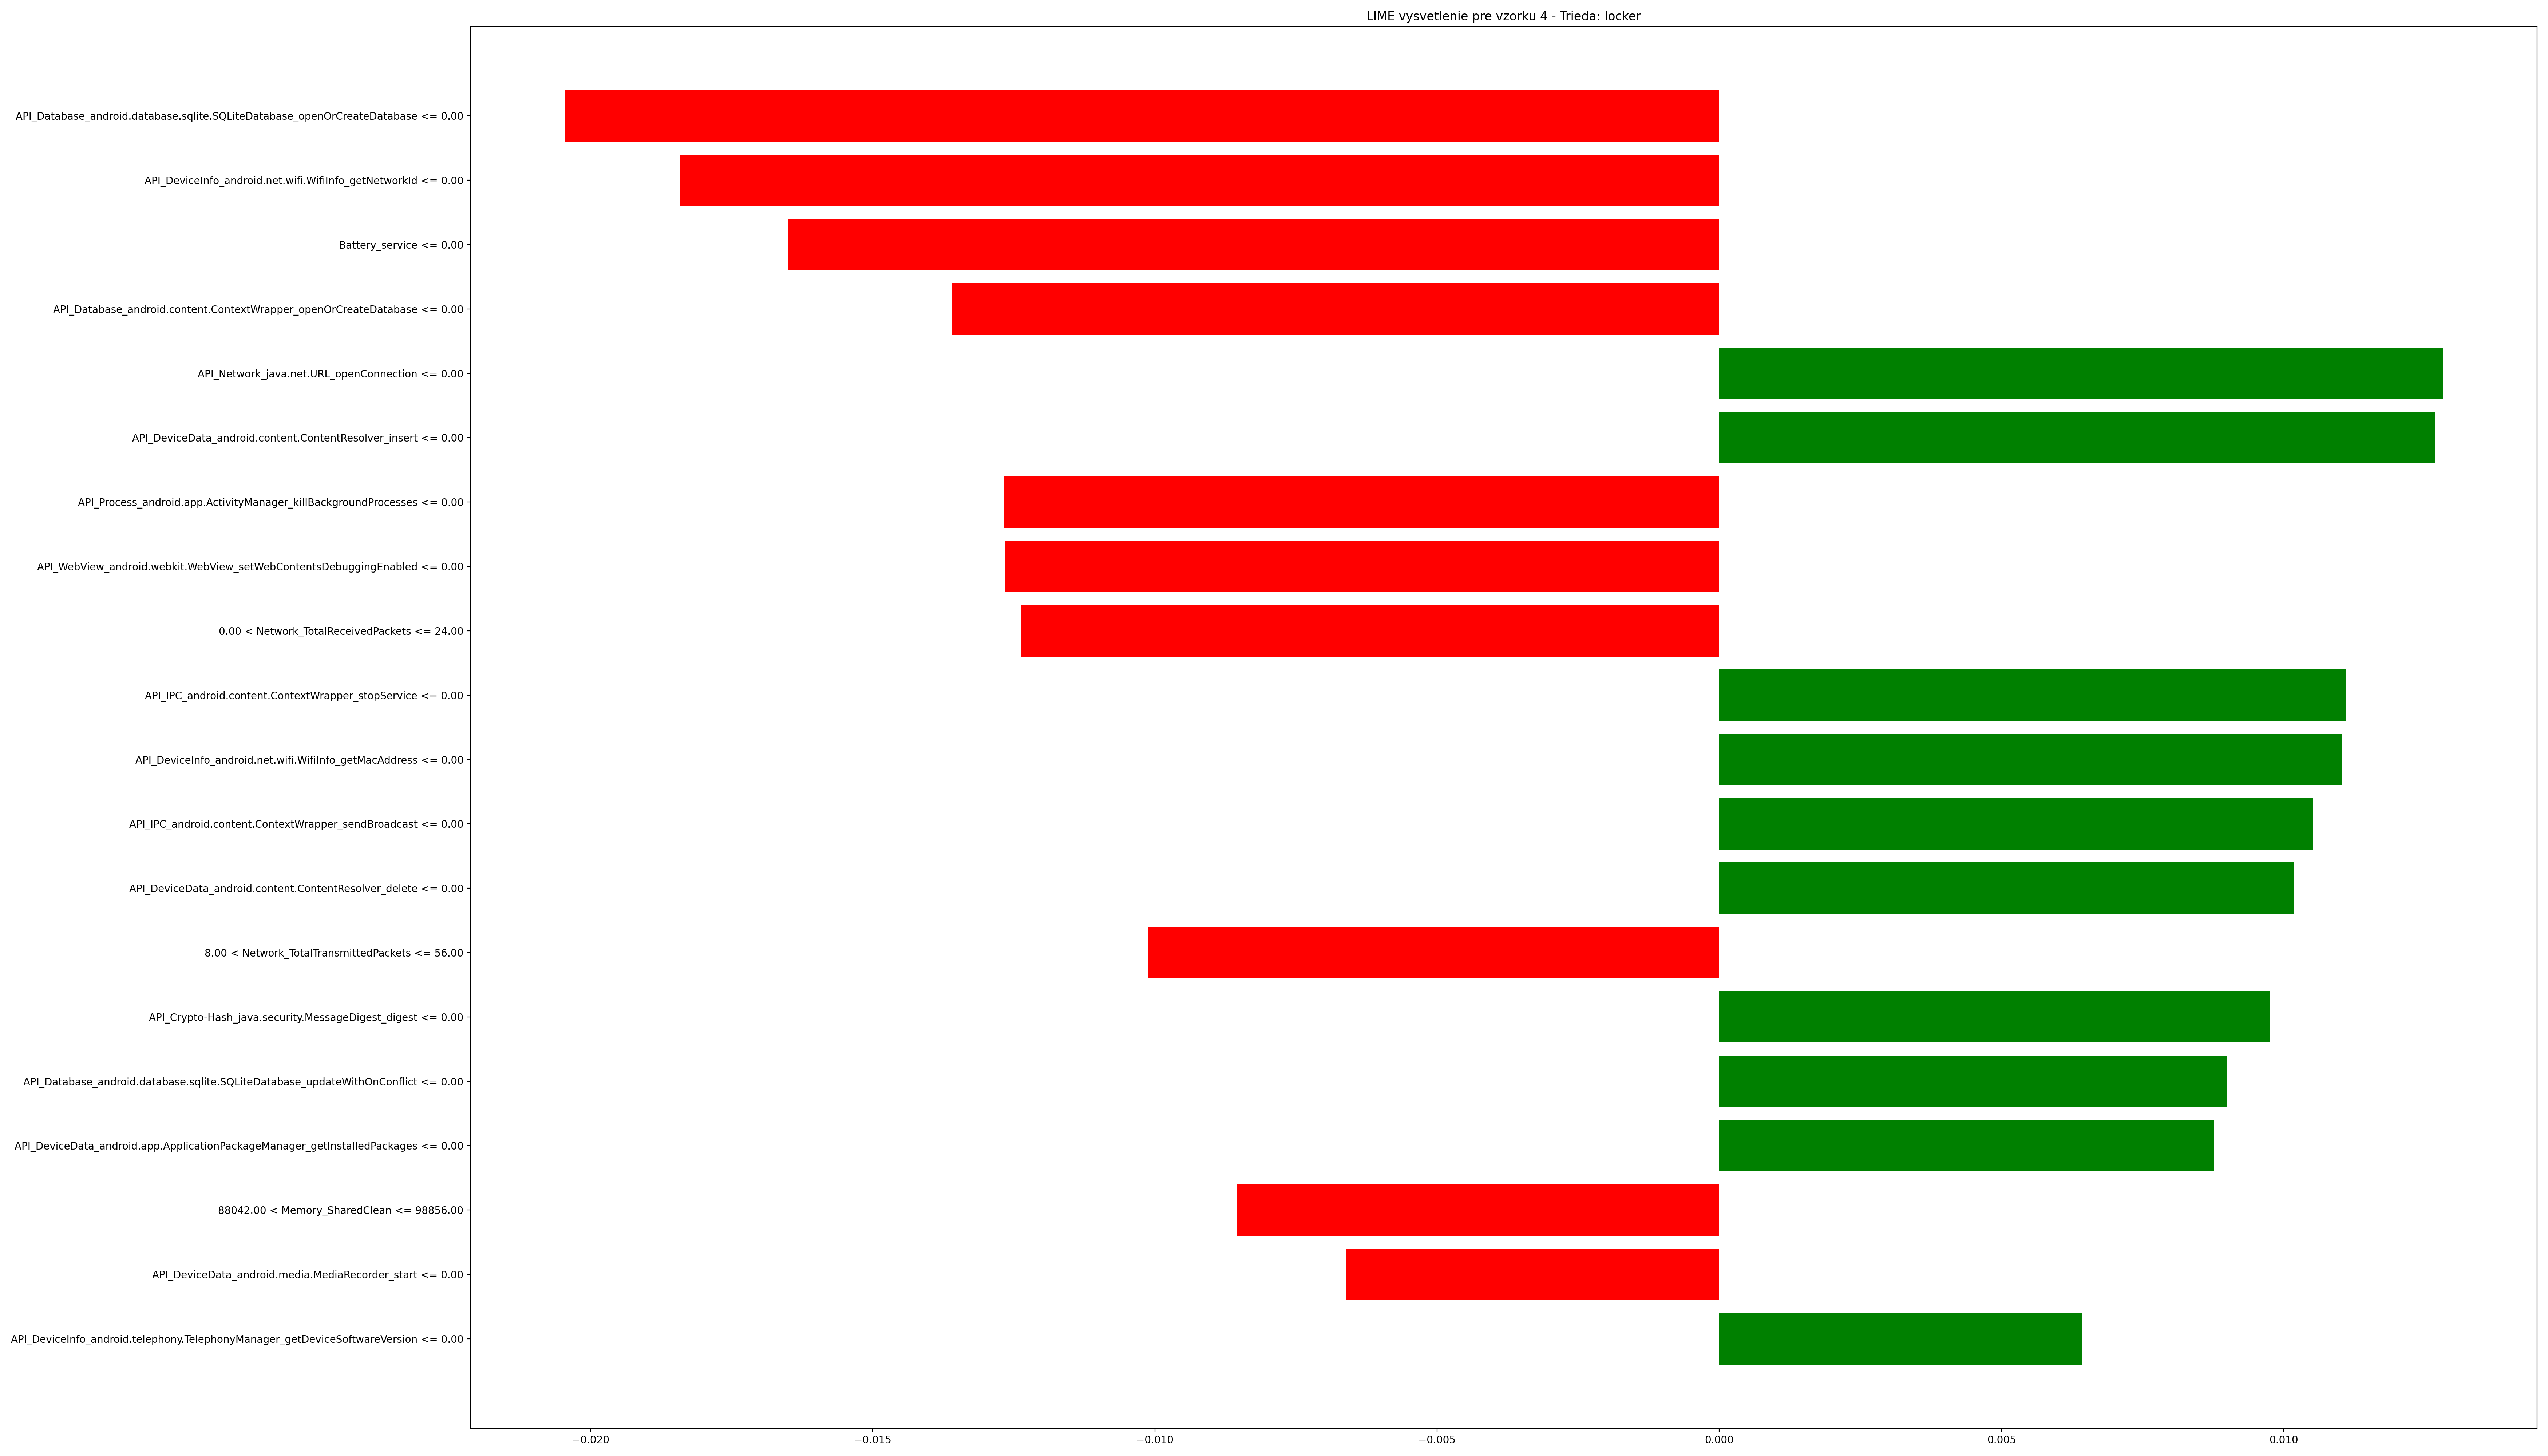 LIME vysvetlenie pre vzorku 4 - Trieda: locker
API_Database_android.database.sqlite.SQLiteDatabase_openOrCreateDatabase <= 0.00
API_DeviceInfo_android.net.wifi.WifiInfo_getNetworkId <= 0.00
Battery_service <= 0.00
API_Database_android.content.ContextWrapper_openOrCreateDatabase <= 0.00
API_Network_java.net.URL_openConnection <= 0.00
API_DeviceData_android.content.ContentResolver_insert <= 0.00
API_Process_android.app.ActivityManager_killBackgroundProcesses <= 0.00
API_WebView_android.webkit.WebView_setWebContentsDebuggingEnabled <= 0.00
0.00 < Network_TotalReceivedPackets <= 24.00
API_IPC_android.content.ContextWrapper_stopService <= 0.00
API_DeviceInfo_android.net.wifi.WifiInfo_getMacAddress <= 0.00
API_IPC_android.content.ContextWrapper_sendBroadcast <= 0.00
API_DeviceData_android.content.ContentResolver_delete <= 0.00
8.00 < Network_TotalTransmittedPackets <= 56.00
API_Crypto-Hash_java.security.MessageDigest_digest <= 0.00
API_Database_android.database.sqlite.SQLiteDatabase_updateWithOnConflict <= 0.00
API_DeviceData_android.app.ApplicationPackageManager_getInstalledPackages <= 0.00
88042.00 < Memory_SharedClean <= 98856.00
API_DeviceData_android.media.MediaRecorder_start <= 0.00
API_DeviceInfo_android.telephony.TelephonyManager_getDeviceSoftwareVersion <= 0.00
−0.020 −0.015 −0.010 −0.005 0.000 0.005 0.010